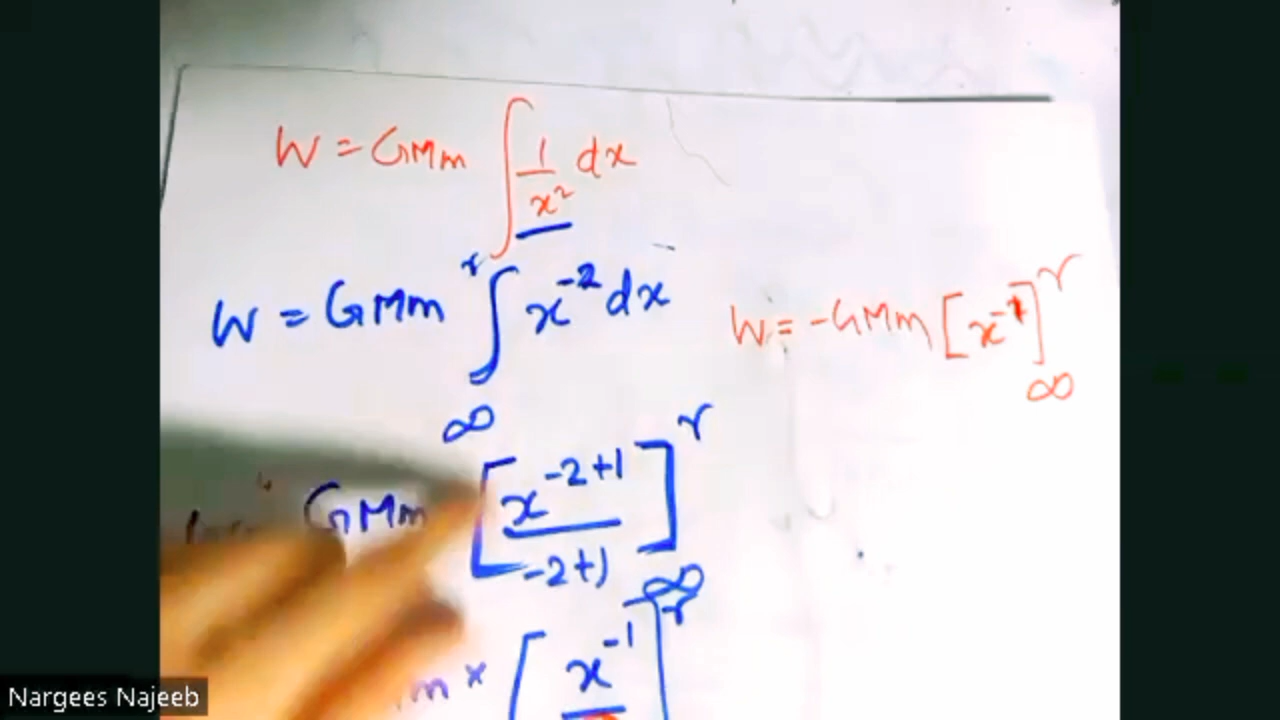 W = GMm ∫ 1/x² dx
W = GMm ∫_∞^r x⁻² dx
W = -GMm [x⁻¹]_∞^r
GMm [x⁻²⁺¹/-2+1]_∞^r
m × [x⁻¹]^r
Nargees Najeeb